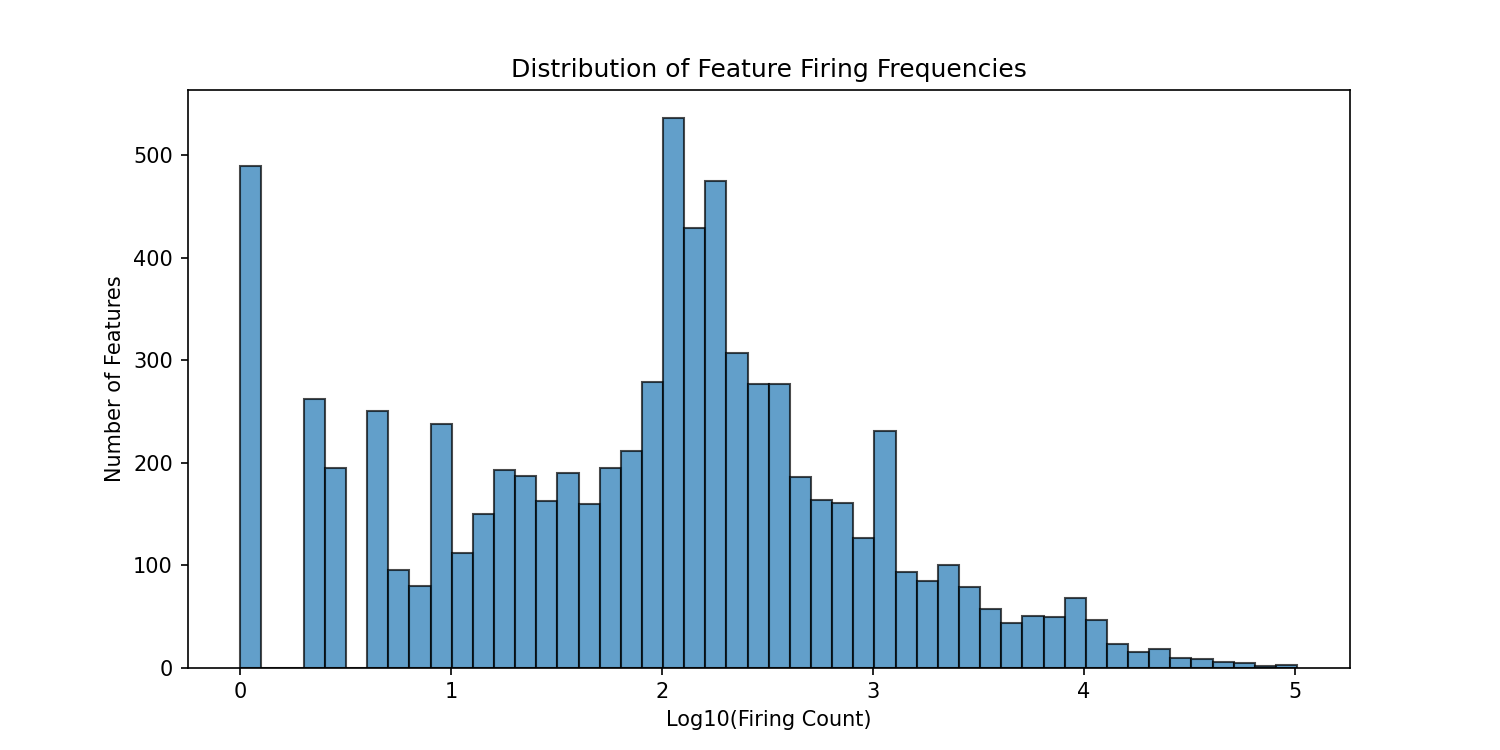 Distribution of Feature Firing Frequencies
500
400
300
200
100
0
Number of Features
0 1 2 3 4 5
Log10(Firing Count)